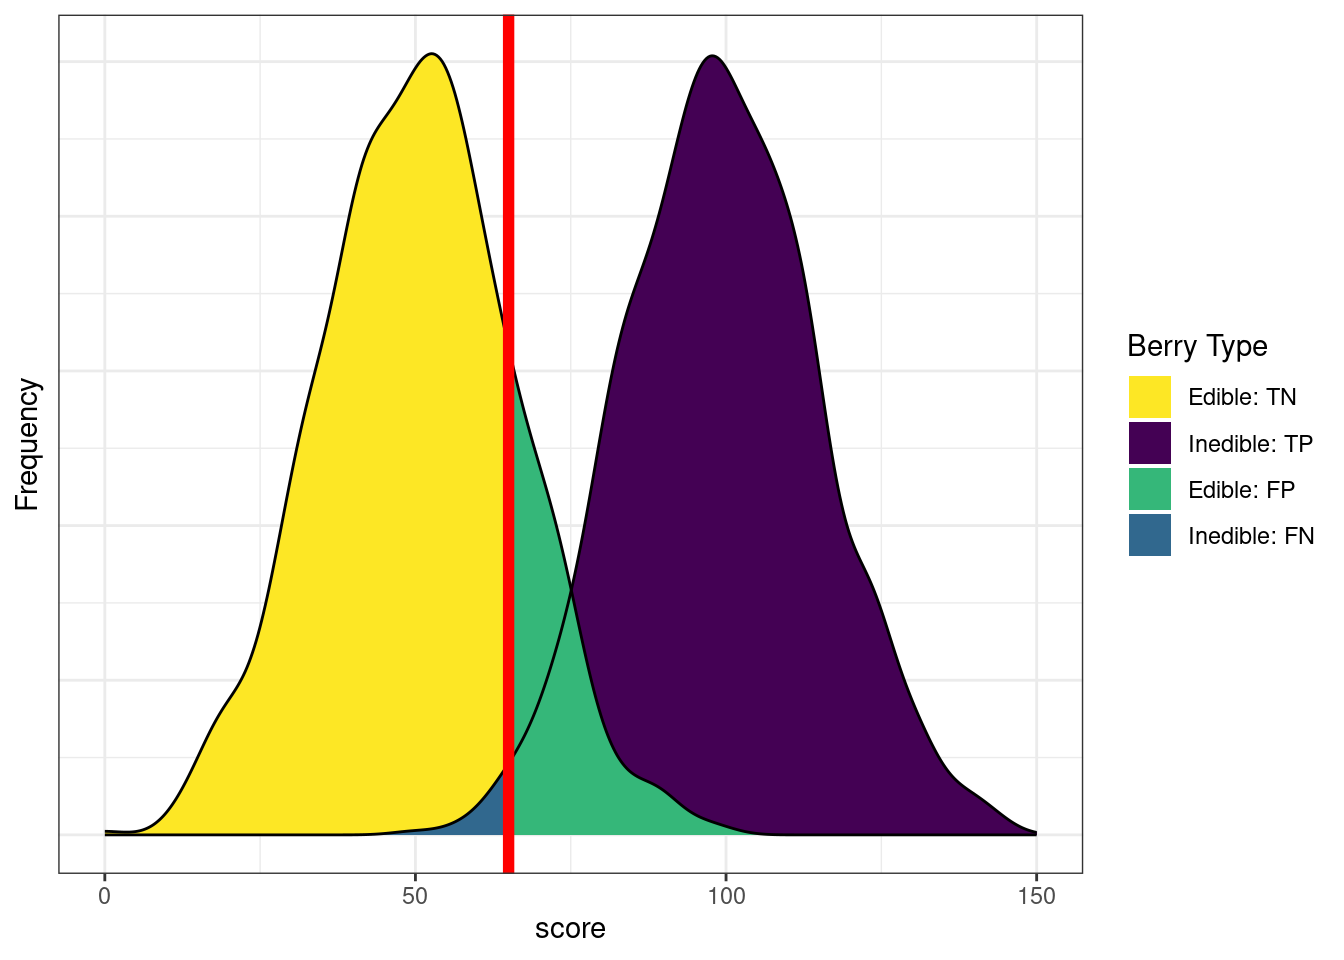 Frequency
0
50
100
150
score
Berry Type
Edible: TN
Inedible: TP
Edible: FP
Inedible: FN